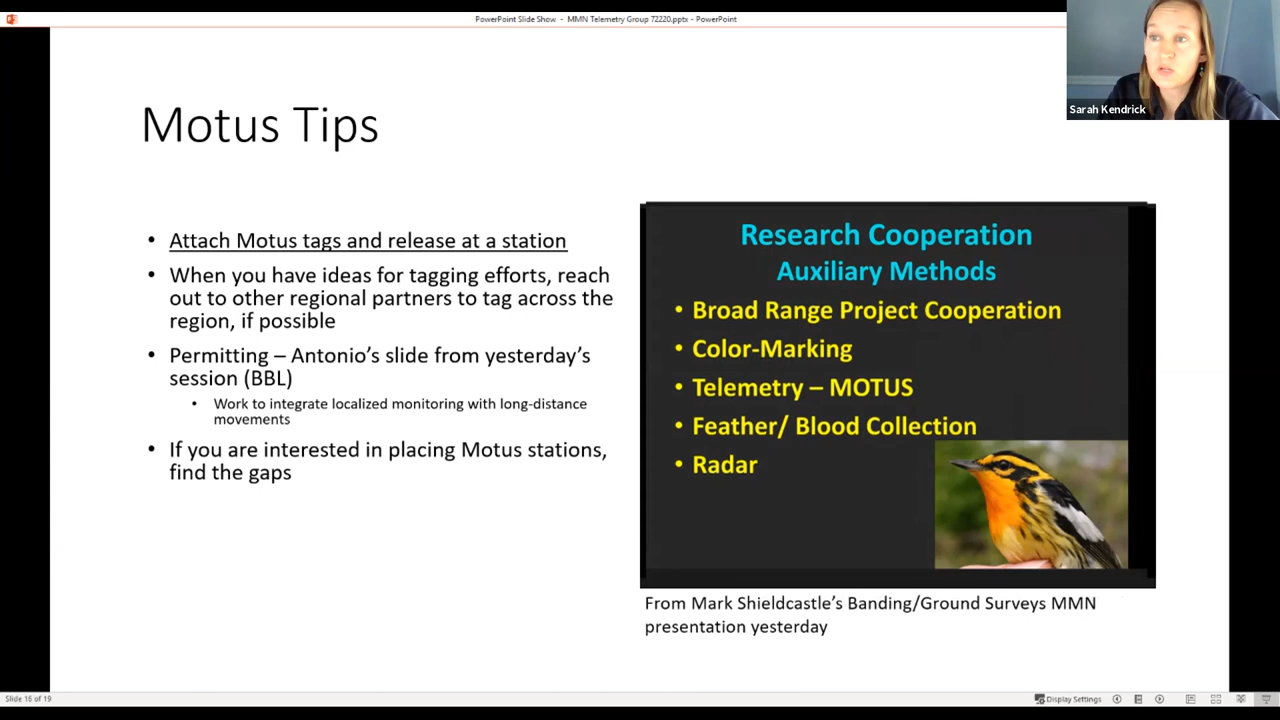 PowerPoint Slide Show - MMN Telemetry Group 72220.pptx - PowerPoint
Sarah Kendrick
Motus Tips
• Attach Motus tags and release at a station
• When you have ideas for tagging efforts, reach
out to other regional partners to tag across the
region, if possible
• Permitting – Antonio's slide from yesterday's
session (BBL)
• Work to integrate localized monitoring with long-distance
movements
• If you are interested in placing Motus stations,
find the gaps
Research Cooperation
Auxiliary Methods
• Broad Range Project Cooperation
• Color-Marking
• Telemetry – MOTUS
• Feather/ Blood Collection
• Radar
From Mark Shieldcastle's Banding/Ground Surveys MMN
presentation yesterday
Slide 16 of 19
Display Settings